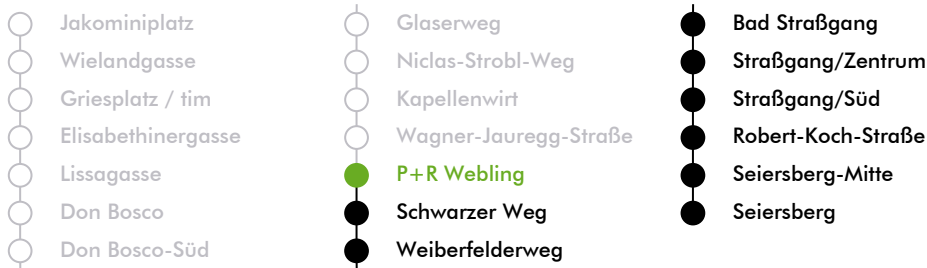 Jakominiplatz
Wielandgasse
Griesplatz / tim
Elisabethinergasse
Lissagasse
Don Bosco
Don Bosco-Süd
Glaserweg
Niclas-Strobl-Weg
Kapellenwirt
Wagner-Jauregg-Straße
P+R Webling
Schwarzer Weg
Weiberfelderweg
Bad Straßgang
Straßgang/Zentrum
Straßgang/Süd
Robert-Koch-Straße
Seiersberg-Mitte
Seiersberg